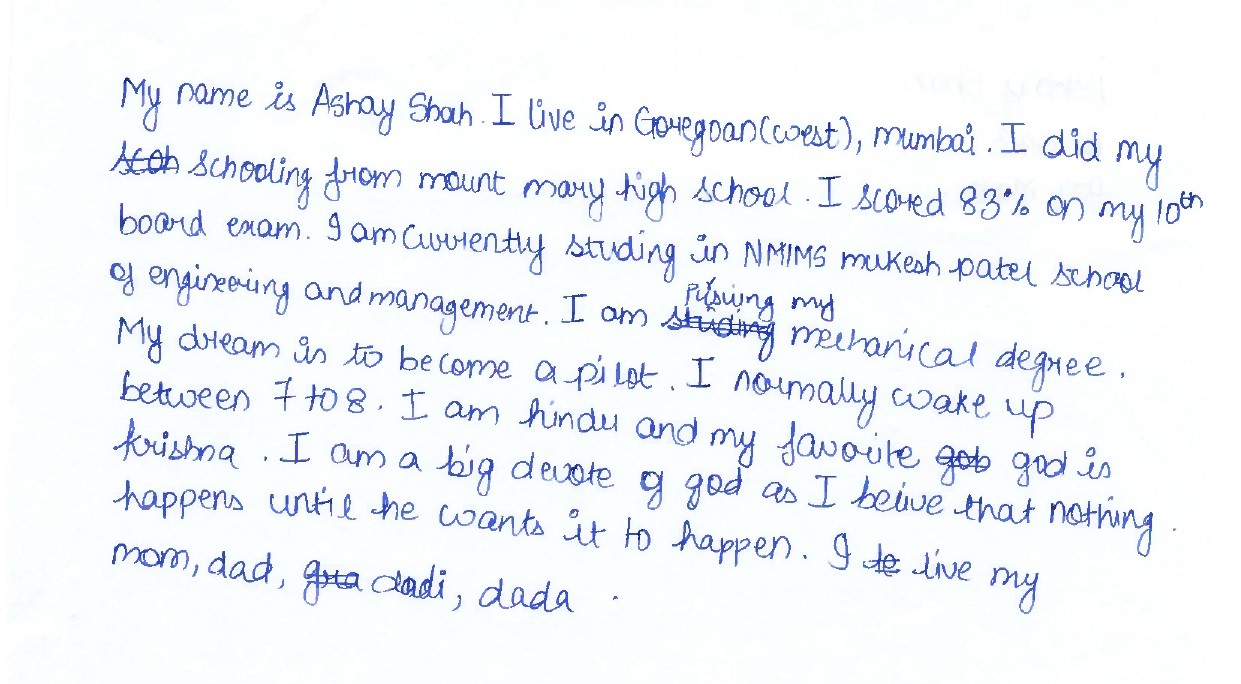 My name is Ashay Shah. I live in Goregoan(west), mumbai. I did my
scoh schooling from mount mary high school. I scored 83% on my 10th
board exam. I am currently studing in NMIMS mukesh patel school
of engineering and management. I am studing pursuing my mechanical degree.
My dream is to become a pilot. I normally wake up
between 7 to 8. I am hindu and my favorite gob god is
krishna. I am a big devote of god as I belive that nothing.
happens until he wants it to happen. I le live my
mom, dad, gra dadi, dada.